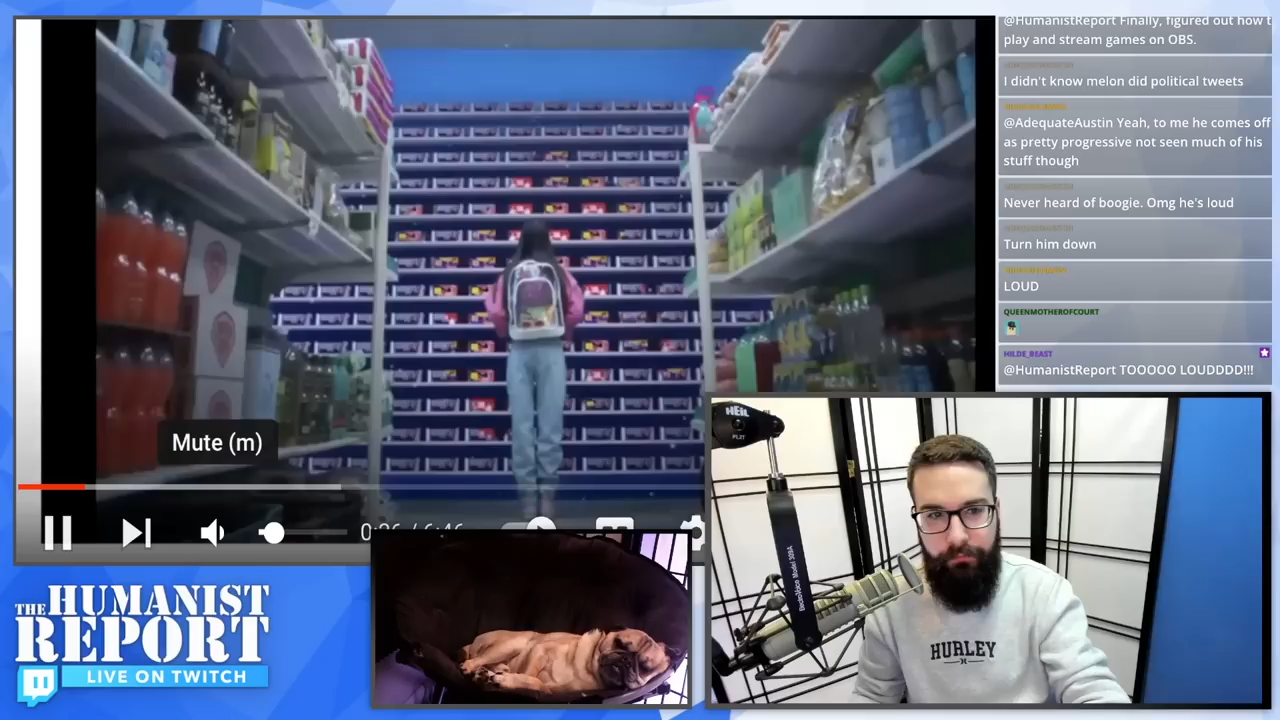 @HumanistReport Finally, figured out how t
play and stream games on OBS.
I didn't know melon did political tweets
@AdequateAustin Yeah, to me he comes off
as pretty progressive not seen much of his
stuff though
Never heard of boogie. Omg he's loud
Turn him down
LOUD
QUEENMOTHEROFCOURT
HILDE_BEAST
@HumanistReport TOOOOO LOUDDDD!!!
Mute (m)
HEIL
PL2T
HURLEY
THE HUMANIST
REPORT
LIVE ON TWITCH